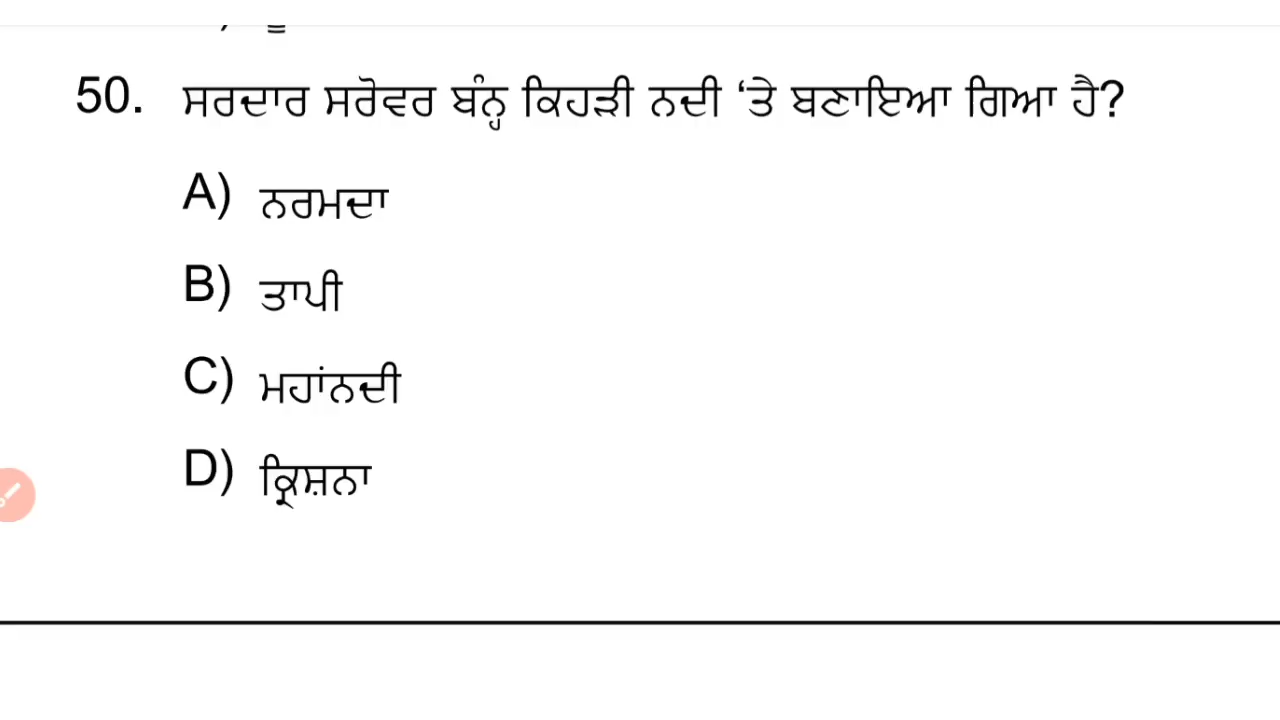 50. ਸਰਦਾਰ ਸਰੋਵਰ ਬੰਨ੍ਹ ਕਿਹੜੀ ਨਦੀ ‘ਤੇ ਬਣਾਇਆ ਗਿਆ ਹੈ?
A) ਨਰਮਦਾ
B) ਤਾਪੀ
C) ਮਹਾਂਨਦੀ
D) ਕ੍ਰਿਸ਼ਨਾ